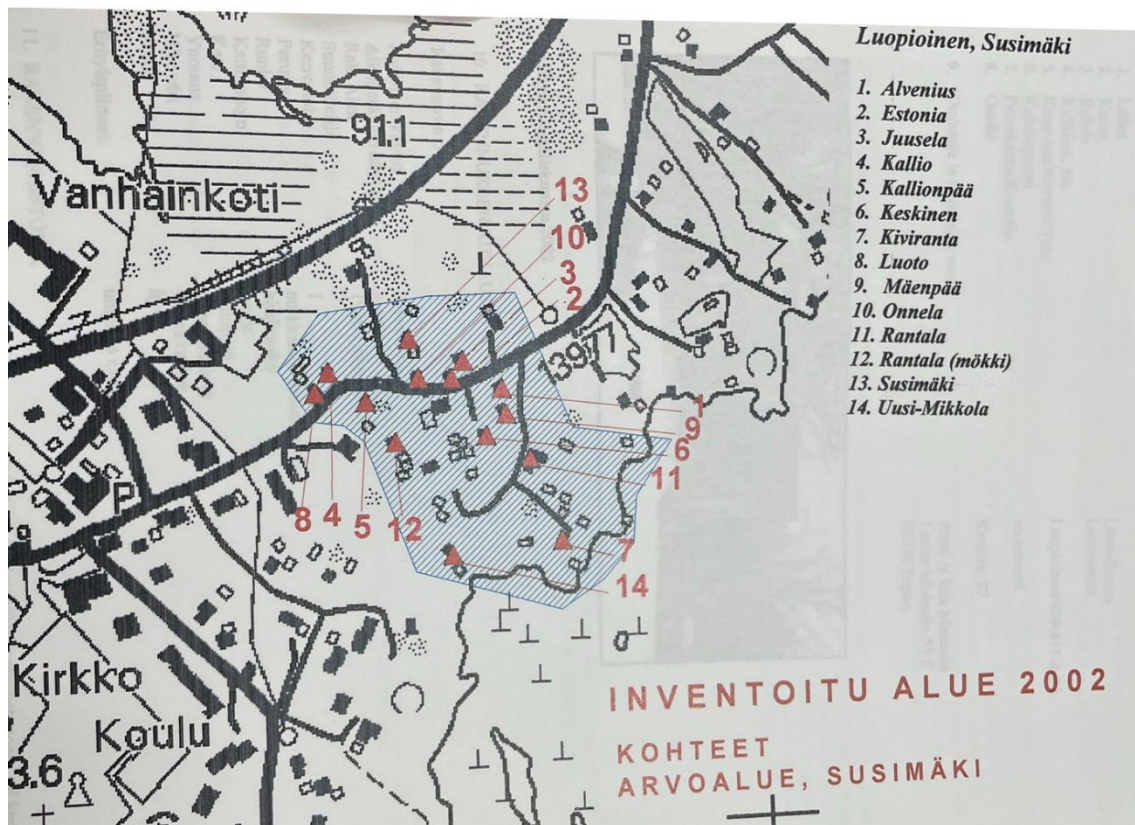 Luopioinen, Susimäki
1. Alvenius
2. Estonia
3. Juusela
4. Kallio
5. Kallionpää
6. Keskinen
7. Kiviranta
8. Luoto
9. Mäenpää
10. Onnela
11. Rantala
12. Rantala (mökki)
13. Susimäki
14. Uusi-Mikkola
91.1
Vanhainkoti
13
10
3
2
1
9
6
11
8
4
5
12
7
14
P
Kirkko
Koulu
3.6
INVENTOITU ALUE 2002
KOHTEET
ARVOALUE, SUSIMÄKI